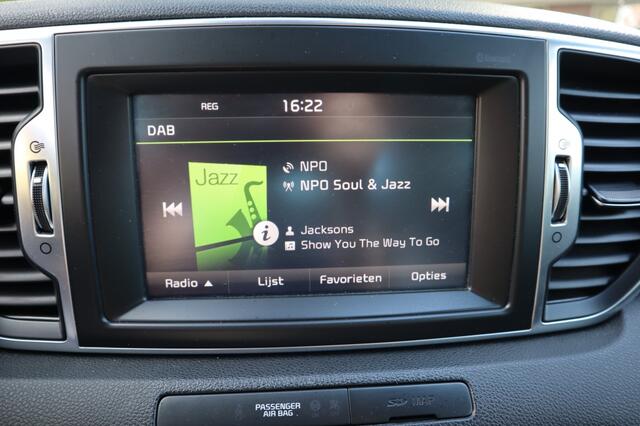 REG 16:22
DAB
Jazz
NPO
NPO Soul & Jazz
Jacksons
Show You The Way To Go
Radio ▲ Lijst Favorieten Opties
PASSENGER
AIR BAG
MAP